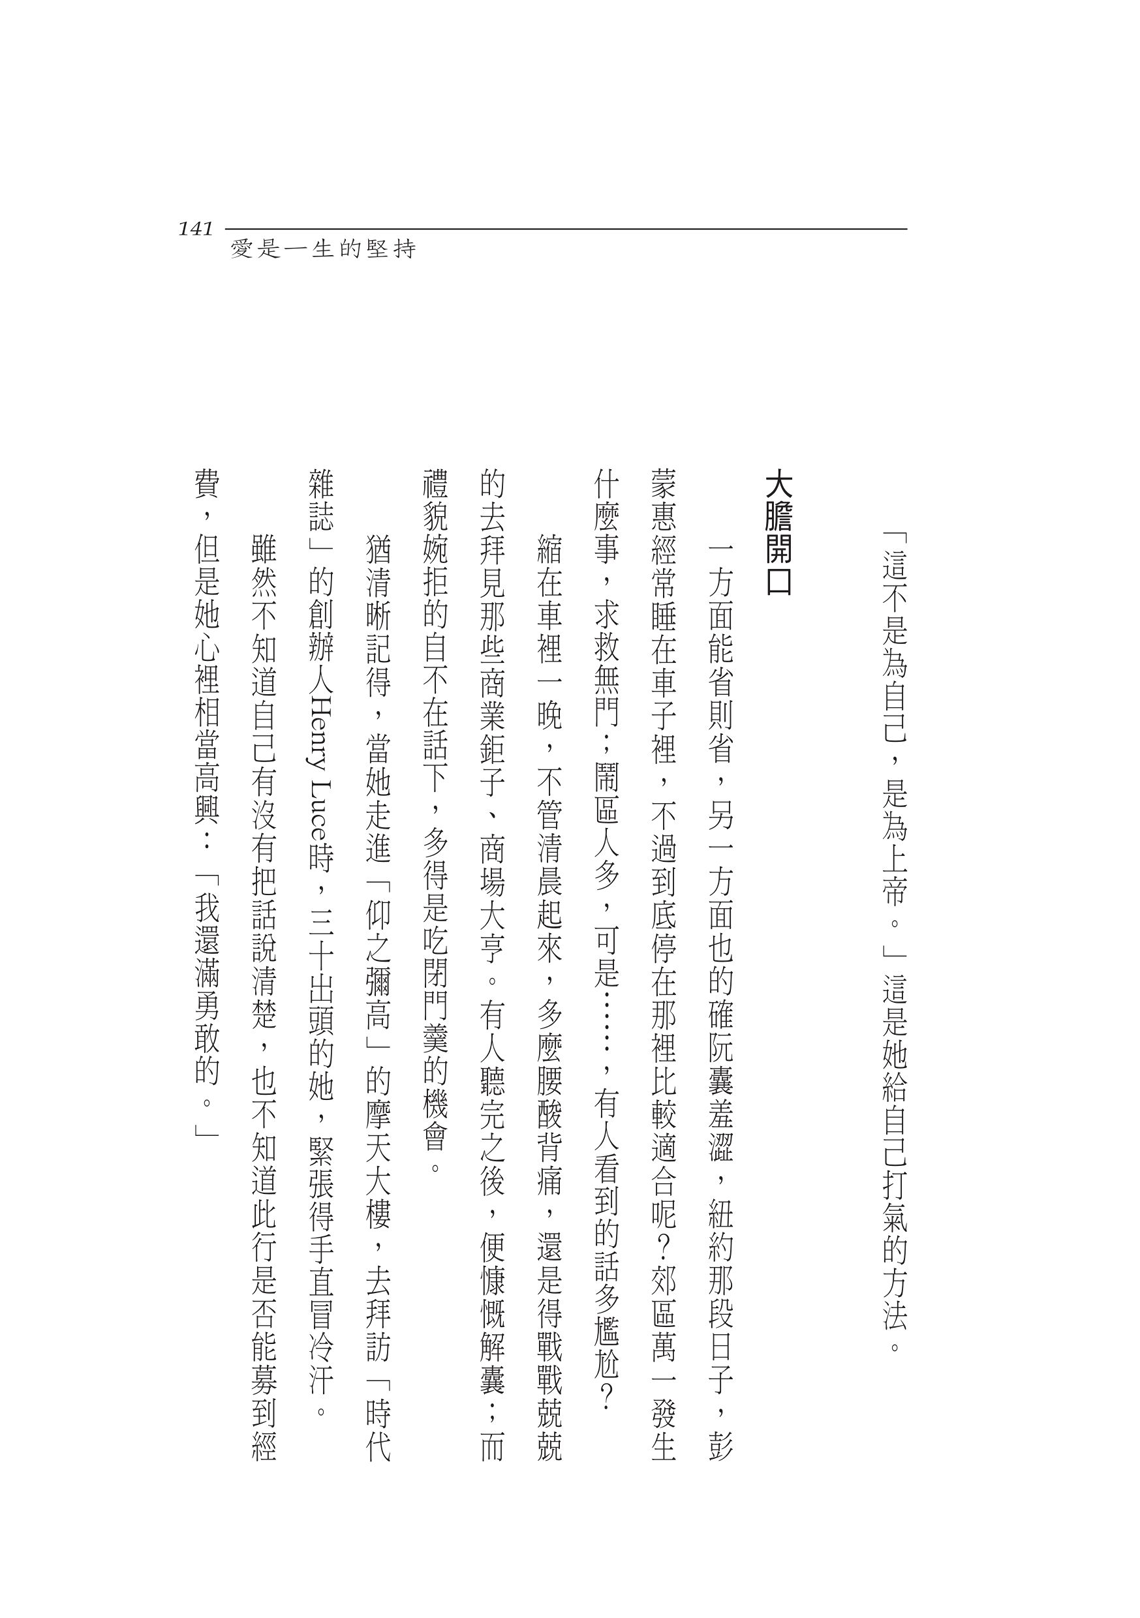 141
愛是一生的堅持
「這不是為自己，是為上帝。」這是她給自己打氣的方法。
大膽開口
一方面能省則省，另一方面也的確阮囊羞澀，紐約那段日子，彭
蒙惠經常睡在車子裡，不過到底停在那裡比較適合呢？郊區萬一發生
什麼事，求救無門；鬧區人多，可是……，有人看到的話多尷尬？
縮在車裡一晚，不管清晨起來，多麼腰酸背痛，還是得戰戰兢兢
的去拜見那些商業鉅子、商場大亨。有人聽完之後，便慷慨解囊；而
禮貌婉拒的自不在話下，多得是吃閉門羹的機會。
猶清晰記得，當她走進「仰之彌高」的摩天大樓，去拜訪「時代
雜誌」的創辦人Henry Luce時，三十出頭的她，緊張得手直冒冷汗。
雖然不知道自己有沒有把話說清楚，也不知道此行是否能募到經
費，但是她心裡相當高興：「我還滿勇敢的。」